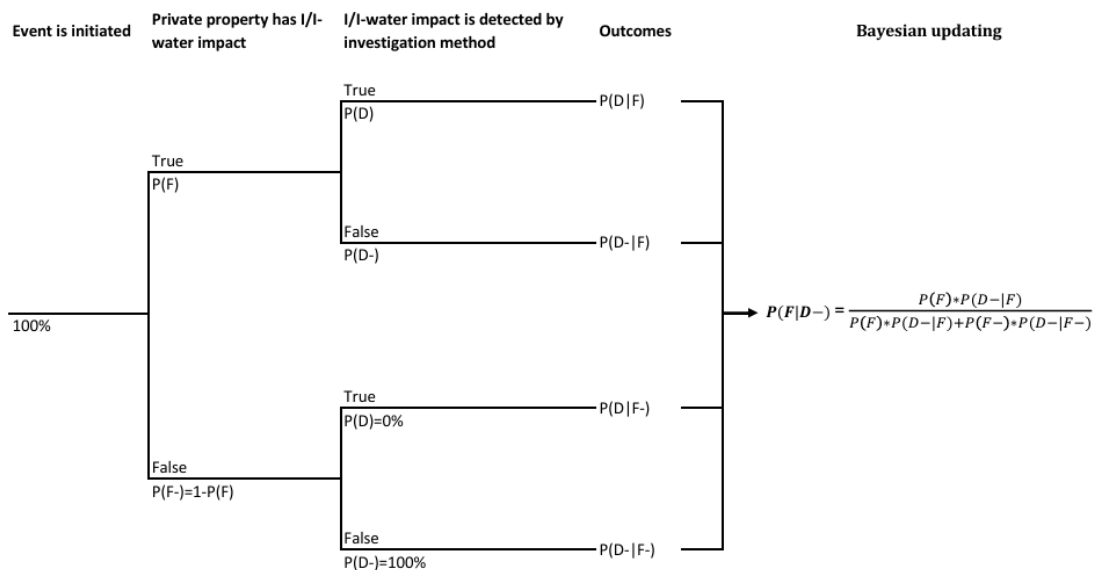 Event is initiated
Private property has I/I-
water impact
I/I-water impact is detected by
investigation method
Outcomes
Bayesian updating
True
P(D)
P(D|F)
True
P(F)
False
P(D-)
P(D-|F)
100%
P(F|D−) = P(F)*P(D−|F)
P(F)*P(D−|F)+P(F−)*P(D−|F−)
True
P(D)=0%
P(D|F-)
False
P(F-)=1-P(F)
False
P(D-)=100%
P(D-|F-)